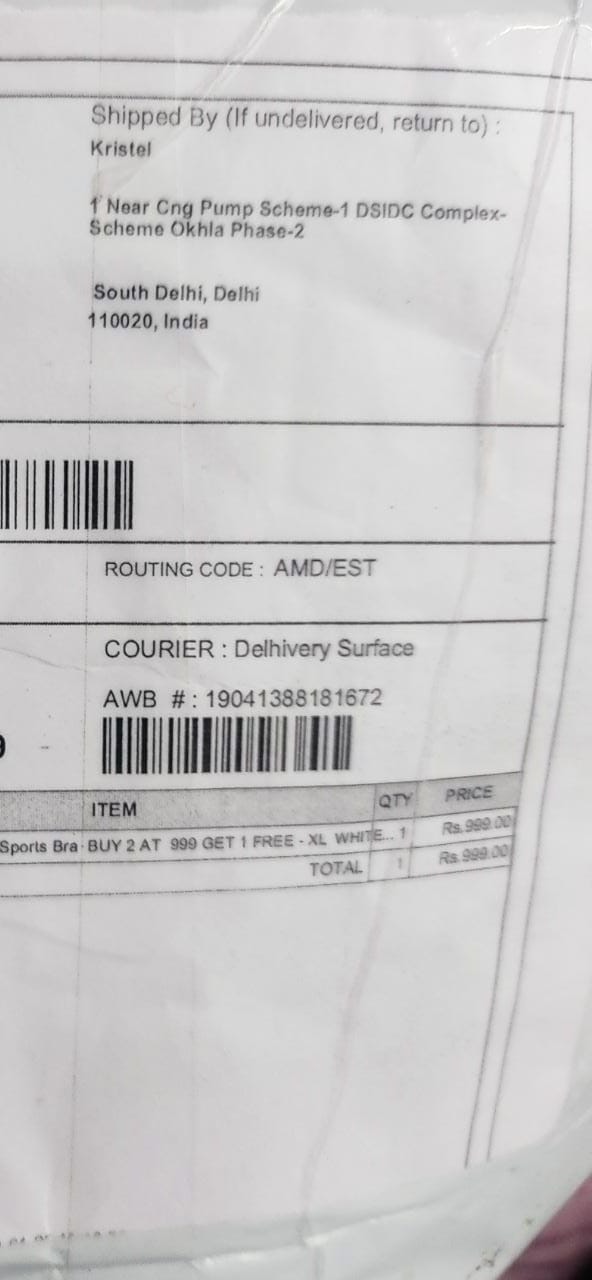 Shipped By (If undelivered, return to) :
Kristel
1 Near Cng Pump Scheme-1 DSIDC Complex-
Scheme Okhla Phase-2
South Delhi, Delhi
110020, India
ROUTING CODE : AMD/EST
COURIER : Delhivery Surface
AWB # : 19041388181672
9
ITEM QTY PRICE
Sports Bra BUY 2 AT 999 GET 1 FREE - XL WHITE... 1 Rs.999.00
TOTAL 1 Rs.999.00